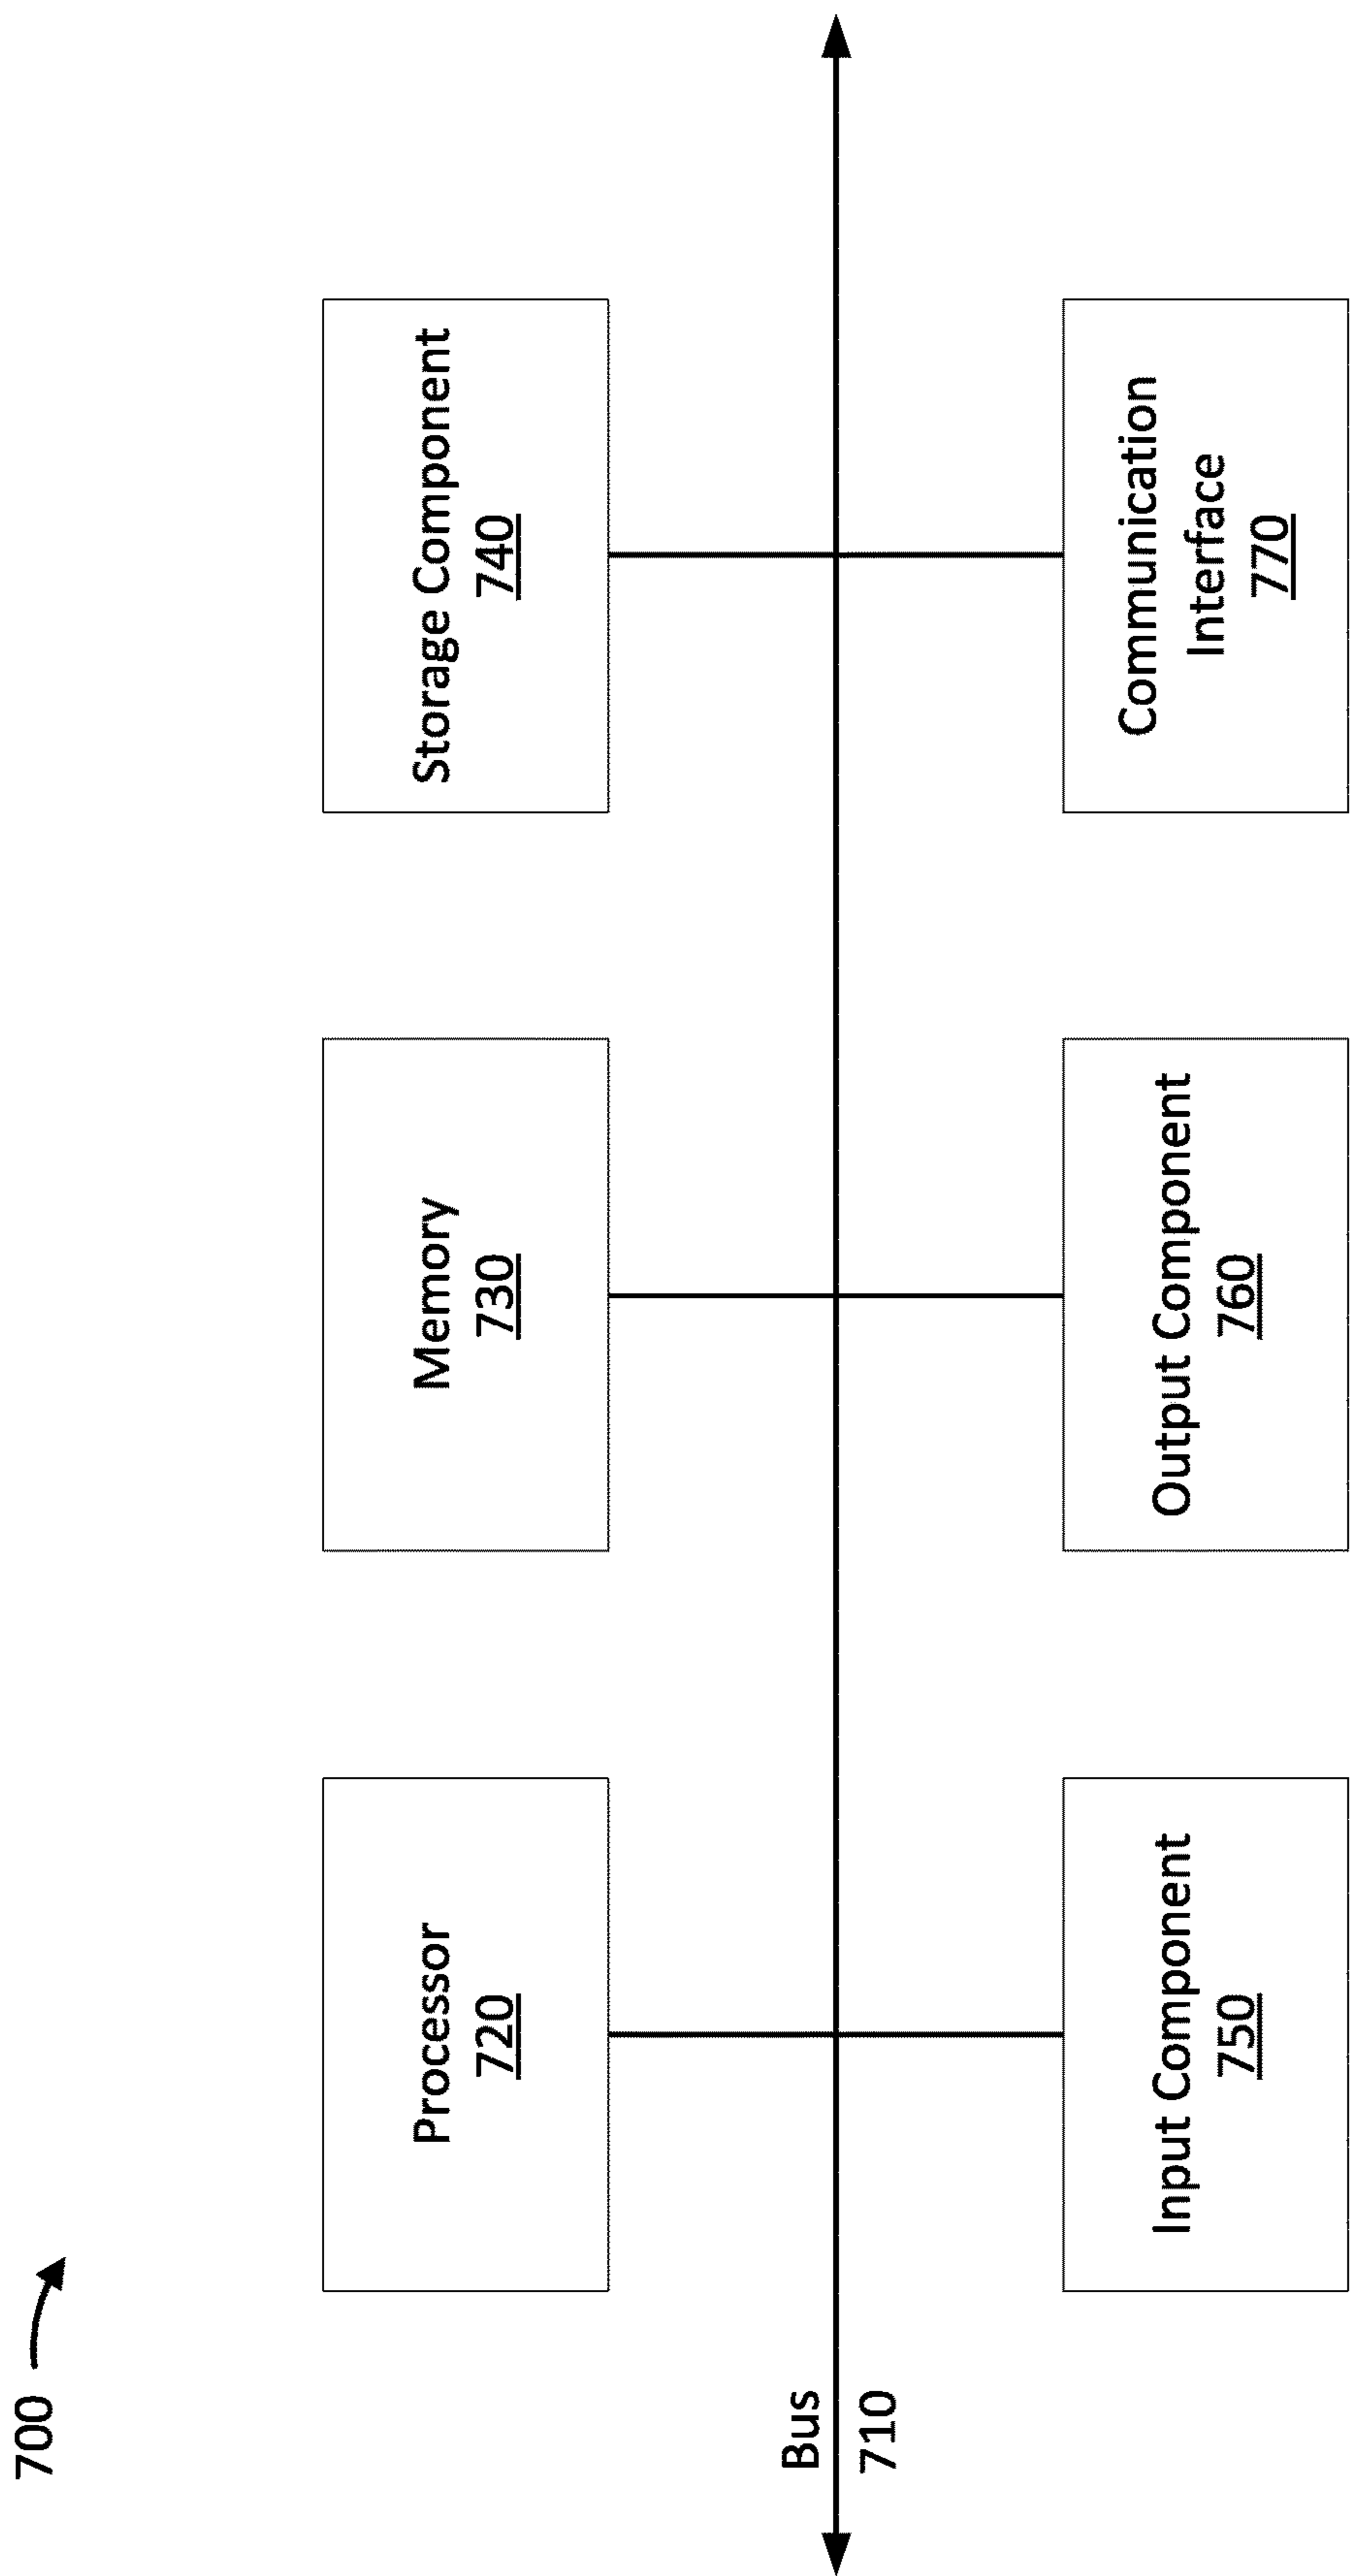 700
Processor
720
Memory
730
Storage Component
740
Bus
710
Input Component
750
Output Component
760
Communication
Interface
770